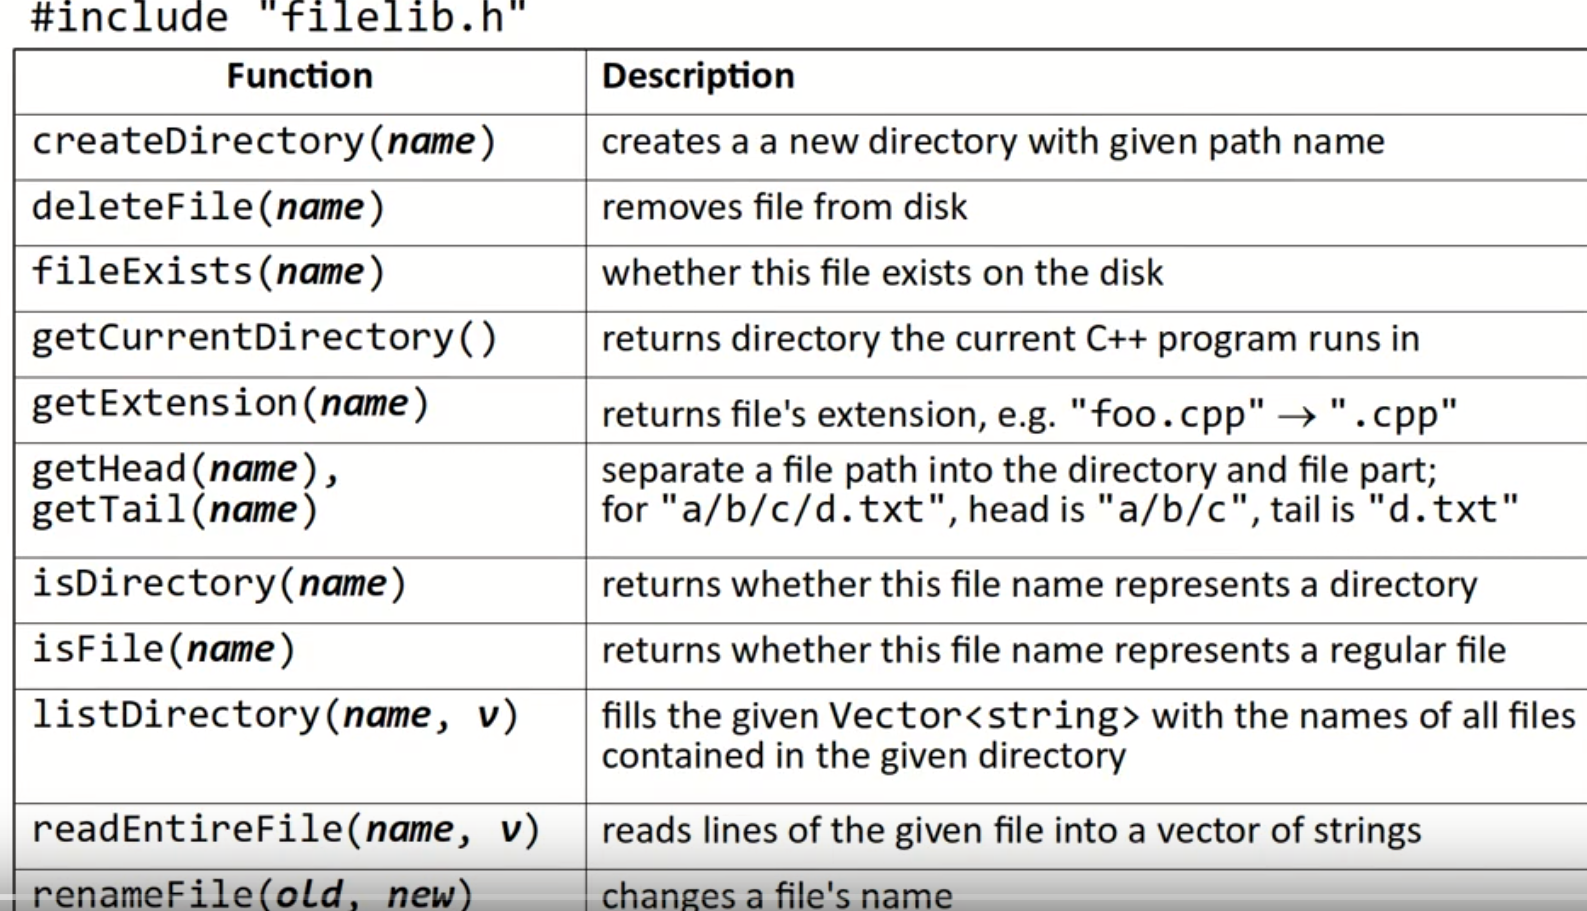 #include "filelib.h"
Function Description
createDirectory(name) creates a a new directory with given path name
deleteFile(name) removes file from disk
fileExists(name) whether this file exists on the disk
getCurrentDirectory() returns directory the current C++ program runs in
getExtension(name) returns file's extension, e.g. "foo.cpp" → ".cpp"
getHead(name), separate a file path into the directory and file part;
getTail(name) for "a/b/c/d.txt", head is "a/b/c", tail is "d.txt"
isDirectory(name) returns whether this file name represents a directory
isFile(name) returns whether this file name represents a regular file
listDirectory(name, v) fills the given Vector<string> with the names of all files
contained in the given directory
readEntireFile(name, v) reads lines of the given file into a vector of strings
renameFile(old, new) changes a file's name